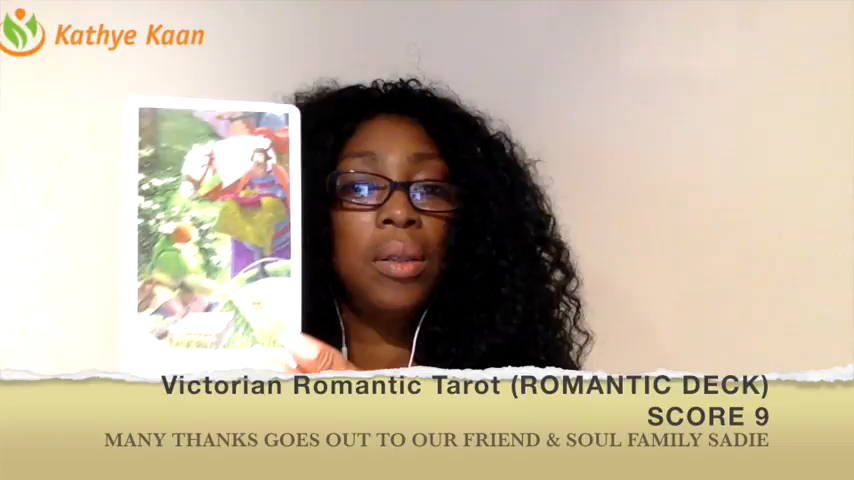 Kathye Kaan
Victorian Romantic Tarot (ROMANTIC DECK)
SCORE 9
MANY THANKS GOES OUT TO OUR FRIEND & SOUL FAMILY SADIE